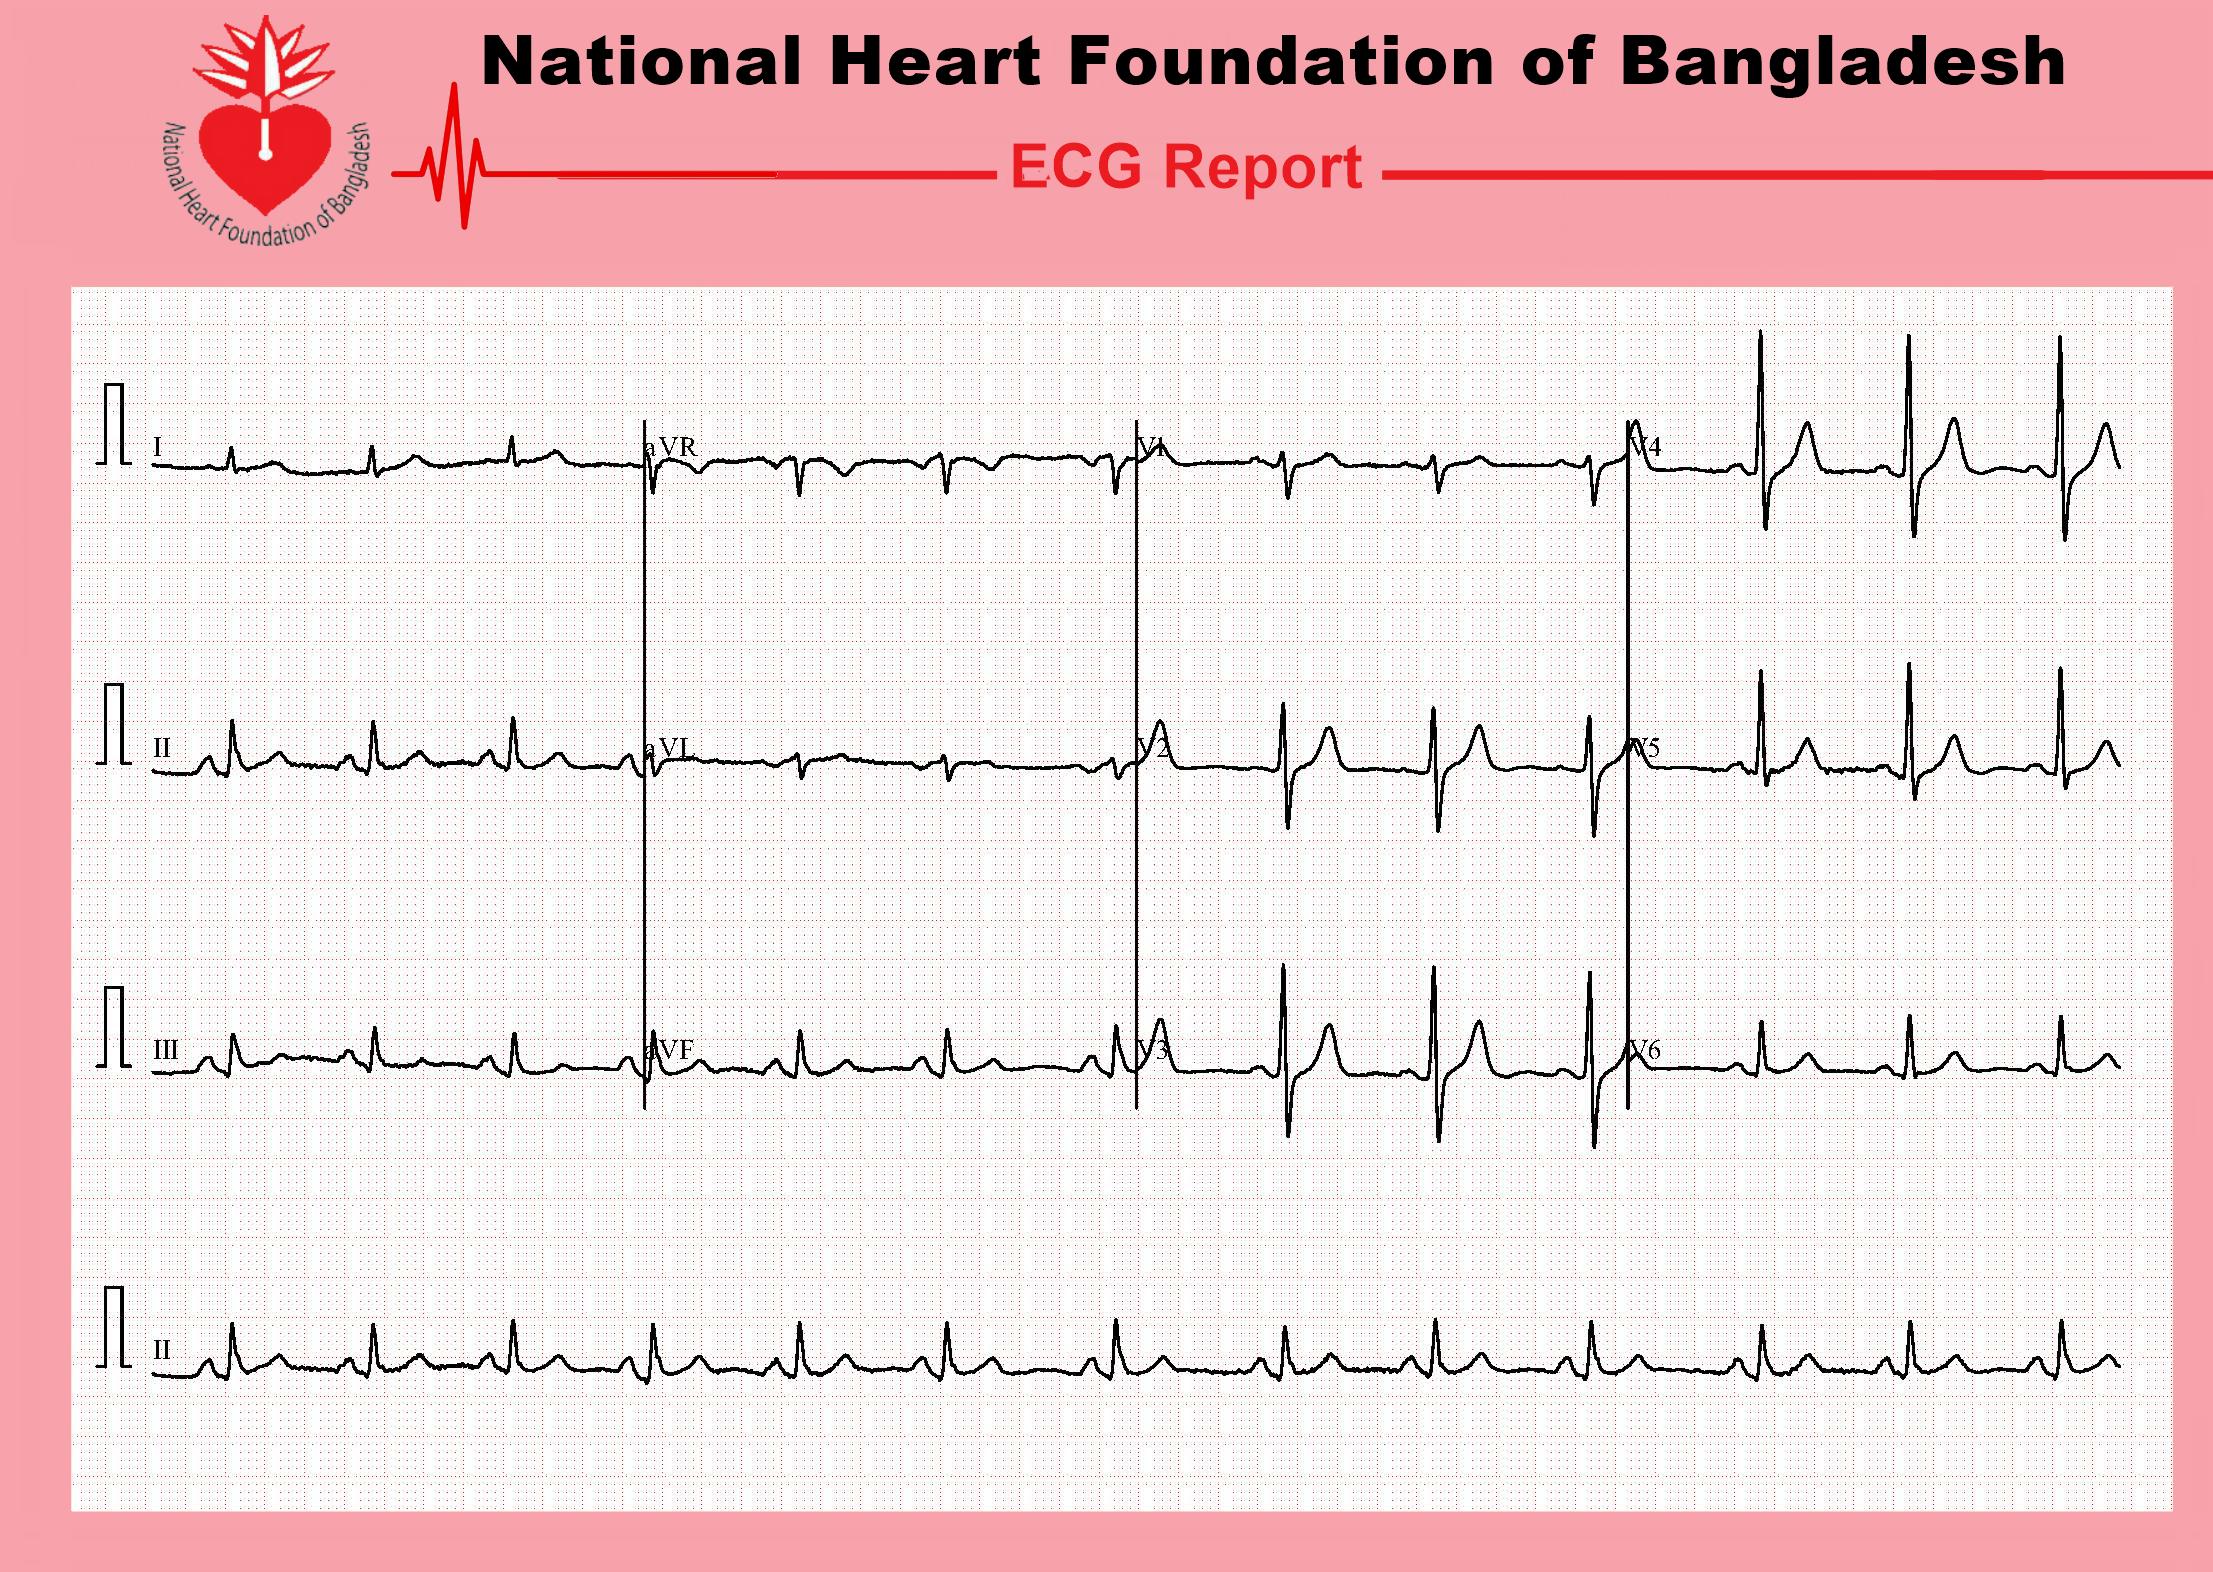 National Heart Foundation of Bangladesh
National Heart Foundation of Bangladesh
ECG Report
I aVR V1 V4
II aVL V2 V5
III aVF V3 V6
II